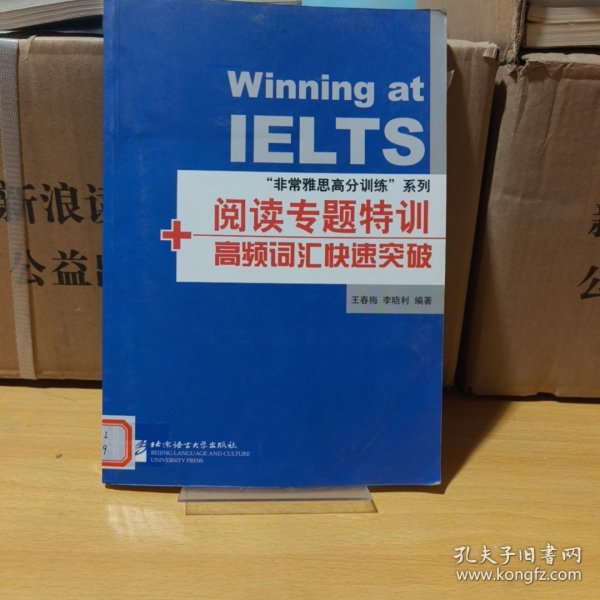 Winning at
IELTS
“非常雅思高分训练”系列
阅读专题特训
+
高频词汇快速突破
王春梅 李晓利 编著
北京语言大学出版社
BEIJING LANGUAGE AND CULTURE
UNIVERSITY PRESS
1
9
新浪读
公益
公
孔夫子旧书网
www.kongfz.com